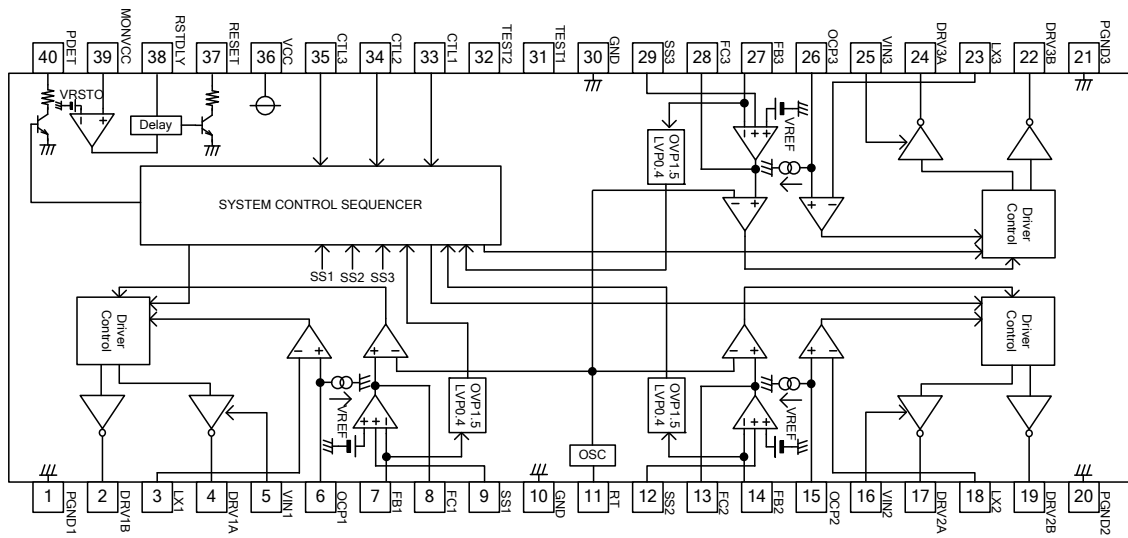 PDET
MONVCC
RSTDLY
RESET
VCC
CTL3
CTL2
CTL1
TEST2
TEST1
GND
SS3
FC3
FB3
OCP3
VIN3
DRV3A
LX3
DRV3B
PGND3
40
39
38
37
36
35
34
33
32
31
30
29
28
27
26
25
24
23
22
21
VRSTO
Delay
OVP1.5
LVP0.4
VREF
SYSTEM CONTROL SEQUENCER
Driver
Control
SS1
SS2
SS3
Driver
Control
VREF
OVP1.5
LVP0.4
OSC
OVP1.5
LVP0.4
VREF
Driver
Control
1
2
3
4
5
6
7
8
9
10
11
12
13
14
15
16
17
18
19
20
PGND1
DRV1B
LX1
DRV1A
VIN1
OCP1
FB1
FC1
SS1
GND
RT
SS2
FC2
FB2
OCP2
VIN2
DRV2A
LX2
DRV2B
PGND2